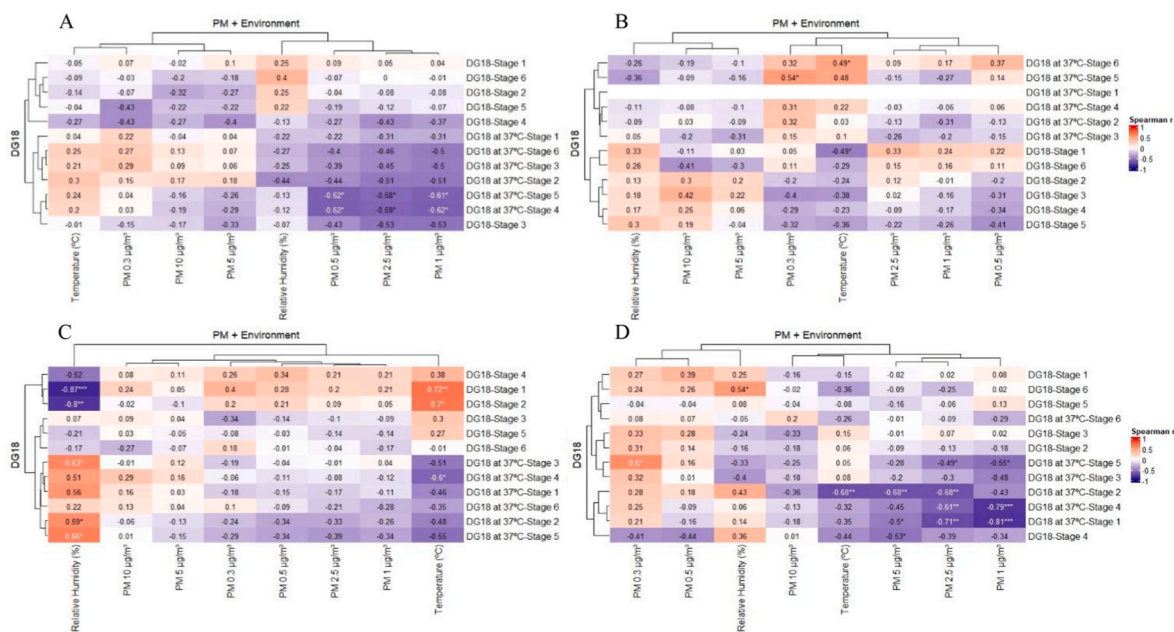 A
PM + Environment
DG18
-0.05 0.07 -0.02 0.1 0.25 0.09 0.06 0.04 DG18-Stage 1
-0.09 -0.03 -0.2 -0.18 0.4 -0.07 0 -0.01 DG18-Stage 6
-0.14 -0.07 -0.32 -0.27 0.25 -0.04 -0.08 -0.08 DG18-Stage 2
-0.04 -0.43 -0.22 -0.22 0.22 -0.19 -0.12 -0.07 DG18-Stage 5
-0.27 -0.43 -0.27 -0.4 -0.13 -0.27 -0.43 -0.37 DG18-Stage 4
0.04 0.22 -0.04 0.04 -0.22 -0.22 -0.31 -0.31 DG18 at 37ºC-Stage 1
0.25 0.27 0.13 0.07 -0.27 -0.4 -0.46 -0.5 DG18 at 37ºC-Stage 6
0.21 0.29 0.09 0.06 -0.25 -0.39 -0.45 -0.5 DG18 at 37ºC-Stage 3
0.3 0.15 0.17 0.18 -0.44 -0.44 -0.51 -0.51 DG18 at 37ºC-Stage 2
0.24 0.04 -0.16 -0.26 -0.13 -0.62* -0.58* -0.61* DG18 at 37ºC-Stage 5
0.2 0.03 -0.19 -0.29 -0.12 -0.62* -0.59* -0.62* DG18 at 37ºC-Stage 4
-0.01 -0.15 -0.17 -0.33 -0.07 -0.43 -0.53 -0.53 DG18-Stage 3
Temperature (ºC) PM 0.3 µg/m³ PM 10 µg/m³ PM 5 µg/m³ Relative Humidity (%) PM 0.5 µg/m³ PM 2.5 µg/m³ PM 1 µg/m³
B
PM + Environment
DG18
-0.26 -0.19 -0.1 0.32 0.49* 0.09 0.17 0.37 DG18 at 37ºC-Stage 6
-0.36 -0.09 -0.16 0.54* 0.48 -0.15 -0.27 0.14 DG18 at 37ºC-Stage 5
DG18 at 37ºC-Stage 1
-0.11 -0.08 -0.1 0.31 0.22 -0.03 -0.06 0.06 DG18 at 37ºC-Stage 4
-0.09 0.03 -0.09 0.32 0.03 -0.13 -0.31 -0.13 DG18 at 37ºC-Stage 2
0.05 -0.2 -0.31 0.15 0.1 -0.26 -0.2 -0.15 DG18 at 37ºC-Stage 3
0.33 -0.11 0.03 0.05 -0.49* 0.33 0.24 0.22 DG18-Stage 1
0.26 -0.41 -0.3 0.11 -0.29 0.15 0.16 0.11 DG18-Stage 6
0.13 0.3 0.2 -0.2 -0.24 0.12 -0.01 -0.2 DG18-Stage 2
0.18 0.42 0.22 -0.4 -0.38 0.02 -0.16 -0.31 DG18-Stage 3
0.17 0.25 0.06 -0.29 -0.23 -0.09 -0.17 -0.34 DG18-Stage 4
0.3 0.19 -0.04 -0.32 -0.36 -0.22 -0.26 -0.41 DG18-Stage 5
Relative Humidity (%) PM 10 µg/m³ PM 5 µg/m³ PM 0.3 µg/m³ Temperature (ºC) PM 2.5 µg/m³ PM 1 µg/m³ PM 0.5 µg/m³
Spearman r
1
0.5
0
-0.5
-1
C
PM + Environment
DG18
-0.52 0.08 0.11 0.26 0.34 0.21 0.21 0.38 DG18-Stage 4
-0.87*** 0.24 0.05 0.4 0.28 0.2 0.21 0.72** DG18-Stage 1
-0.8** -0.02 -0.1 0.2 0.21 0.09 0.05 0.7* DG18-Stage 2
0.07 0.09 0.04 -0.34 -0.14 -0.1 -0.09 0.3 DG18-Stage 3
-0.21 0.03 -0.05 -0.08 -0.03 -0.14 -0.14 0.27 DG18-Stage 5
-0.17 -0.27 -0.06 0.18 -0.01 -0.04 -0.17 -0.01 DG18-Stage 6
0.63* -0.01 0.12 -0.19 -0.04 -0.01 0.04 -0.51 DG18 at 37ºC-Stage 3
0.51 0.29 0.16 -0.06 -0.11 -0.08 -0.12 -0.6* DG18 at 37ºC-Stage 4
0.56 0.16 0.03 -0.18 -0.15 -0.17 -0.11 -0.46 DG18 at 37ºC-Stage 1
0.22 0.13 0.04 0.1 -0.06 -0.21 -0.28 -0.35 DG18 at 37ºC-Stage 6
0.59* -0.06 -0.13 -0.24 -0.34 -0.33 -0.26 -0.48 DG18 at 37ºC-Stage 2
0.66* 0.01 -0.15 -0.29 -0.34 -0.39 -0.34 -0.55 DG18 at 37ºC-Stage 5
Relative Humidity (%) PM 10 µg/m³ PM 5 µg/m³ PM 0.3 µg/m³ PM 0.5 µg/m³ PM 2.5 µg/m³ PM 1 µg/m³ Temperature (ºC)
D
PM + Environment
DG18
0.27 0.39 0.25 -0.16 -0.15 -0.02 0.02 0.08 DG18-Stage 1
0.24 0.26 0.54* -0.02 -0.36 -0.09 -0.25 0.02 DG18-Stage 6
-0.04 -0.04 0.08 -0.04 -0.08 -0.16 -0.06 0.13 DG18-Stage 5
0.06 -0.08 -0.09 0.2 -0.26 -0.01 -0.09 -0.29 DG18 at 37ºC-Stage 6
0.33 0.28 -0.24 -0.33 0.15 -0.01 0.07 0.02 DG18-Stage 3
0.31 0.14 -0.08 -0.16 0.04 -0.09 -0.13 -0.18 DG18-Stage 2
0.6* 0.16 -0.33 -0.25 0.05 -0.28 -0.49* -0.55* DG18 at 37ºC-Stage 5
0.32 0.01 -0.4 -0.18 -0.08 -0.2 -0.3 -0.48 DG18 at 37ºC-Stage 3
0.28 0.18 0.43 -0.36 -0.68** -0.68** -0.68** -0.43 DG18 at 37ºC-Stage 2
0.25 -0.09 0.06 -0.14 -0.32 -0.45 -0.61** -0.79*** DG18 at 37ºC-Stage 4
0.21 -0.16 0.14 -0.18 -0.35 -0.5* -0.71** -0.81*** DG18 at 37ºC-Stage 1
-0.41 -0.44 0.36 0.01 -0.44 -0.53* -0.39 -0.34 DG18-Stage 4
PM 0.3 µg/m³ PM 0.5 µg/m³ Relative Humidity (%) PM 10 µg/m³ Temperature (ºC) PM 5 µg/m³ PM 2.5 µg/m³ PM 1 µg/m³
Spearman r
1
0.5
0
-0.5
-1